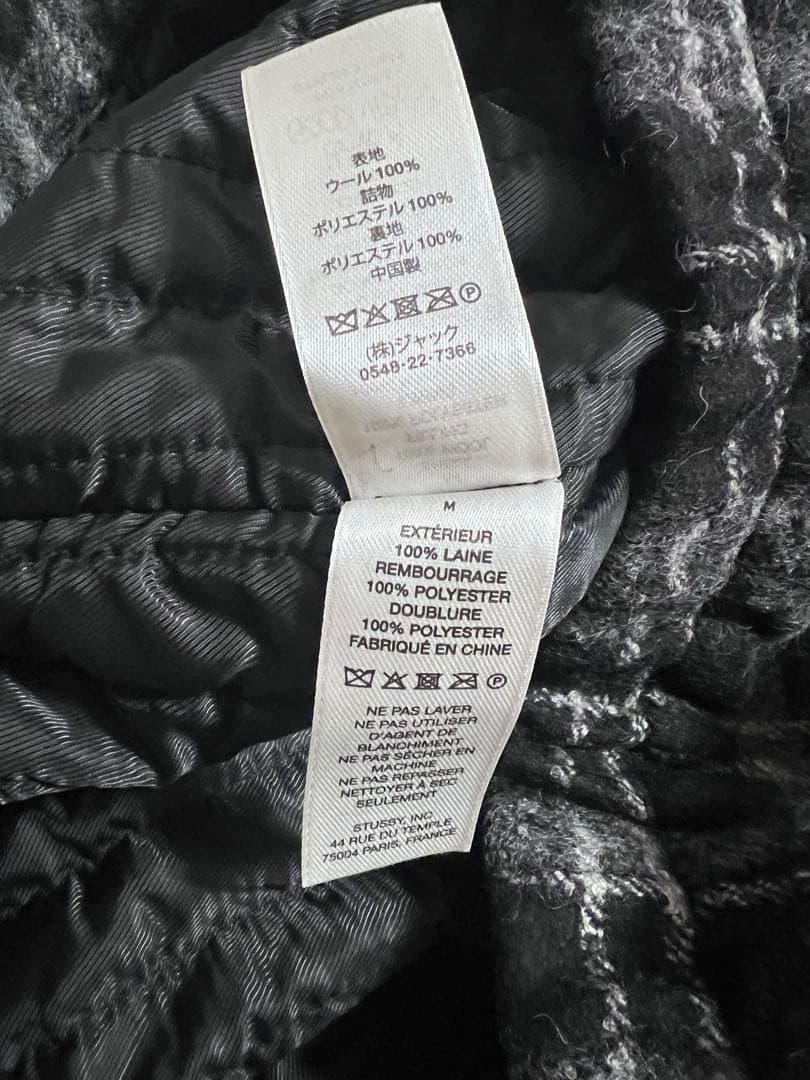 表地
ウール100%
詰物
ポリエステル100%
裏地
ポリエステル100%
中国製
(株)ジャック
0548-22-7366
M
EXTÉRIEUR
100% LAINE
REMBOURRAGE
100% POLYESTER
DOUBLURE
100% POLYESTER
FABRIQUÉ EN CHINE
NE PAS LAVER
NE PAS UTILISER
D'AGENT DE
BLANCHIMENT
NE PAS SÉCHER EN
MACHINE
NE PAS REPASSER
NETTOYER À SEC
SEULEMENT
STUSSY, INC
44 RUE DU TEMPLE
75004 PARIS, FRANCE